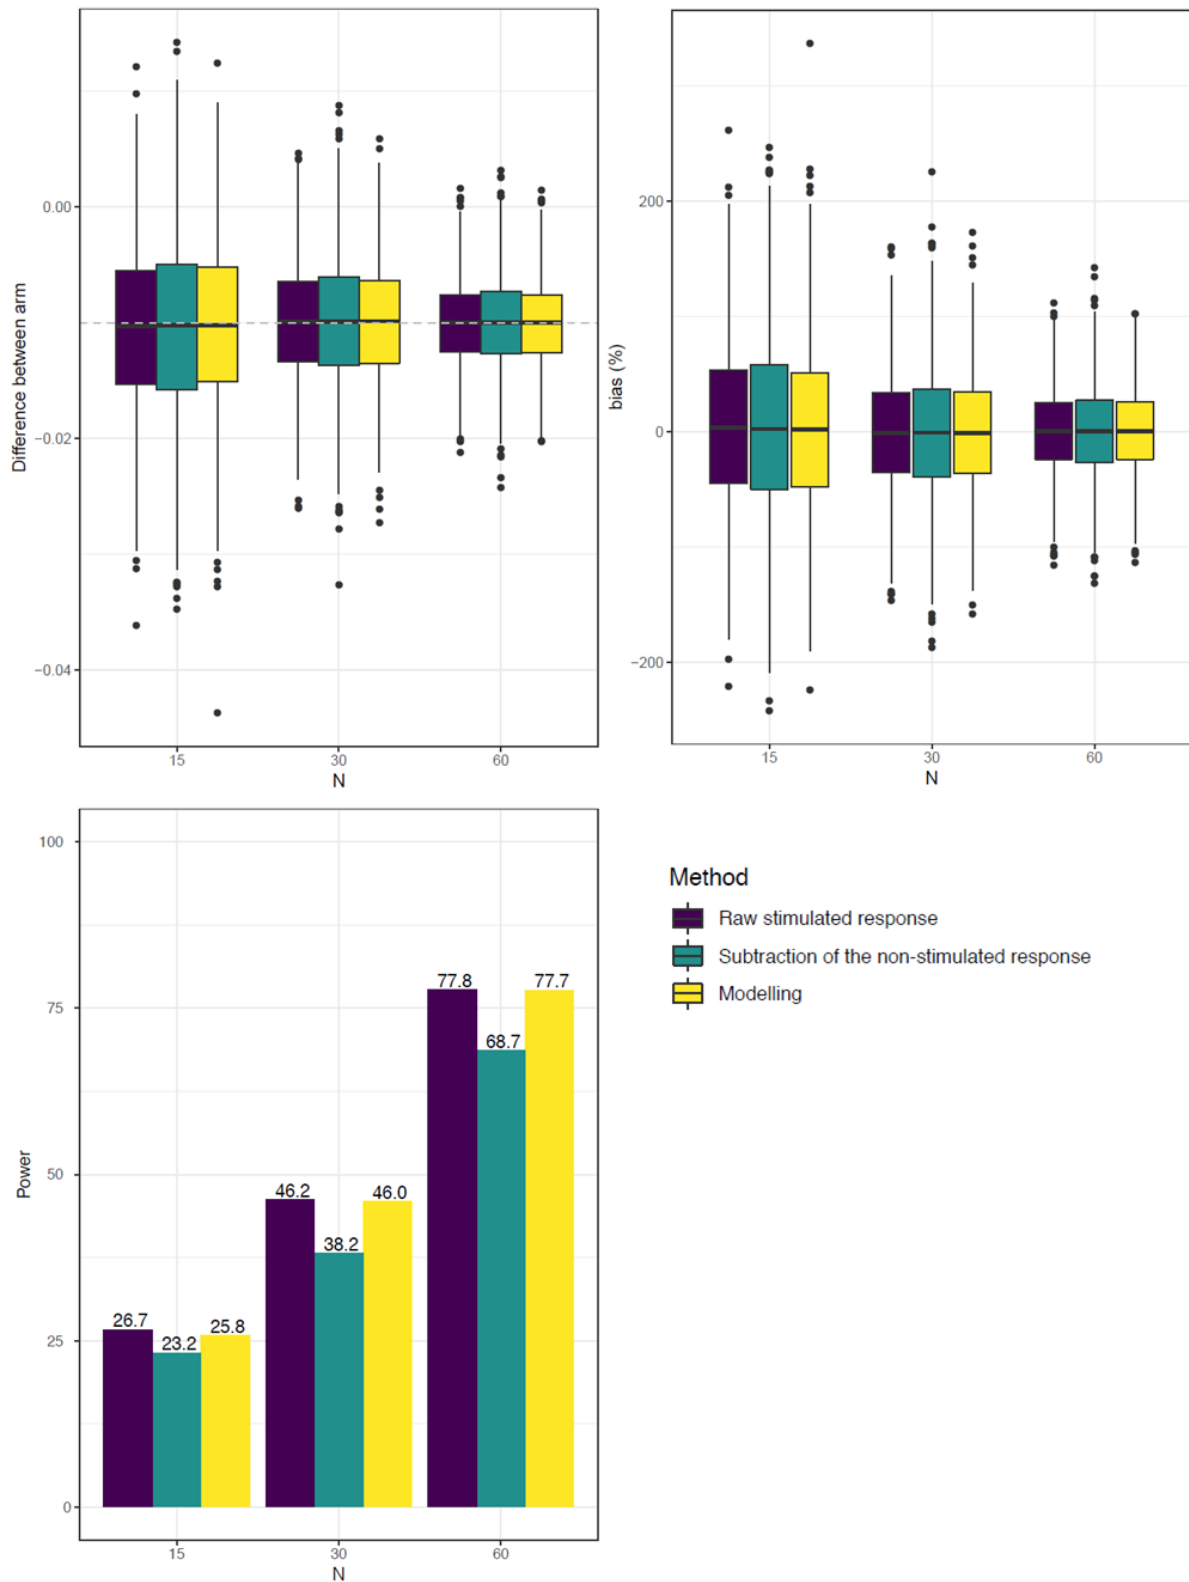 0.00
−0.02
−0.04
Difference between arm
15
30
60
N
200
0
−200
bias (%)
15
30
60
N
100
75
50
25
0
Power
26.7
23.2
25.8
46.2
38.2
46.0
77.8
68.7
77.7
15
30
60
N
Method
Raw stimulated response
Subtraction of the non-stimulated response
Modelling